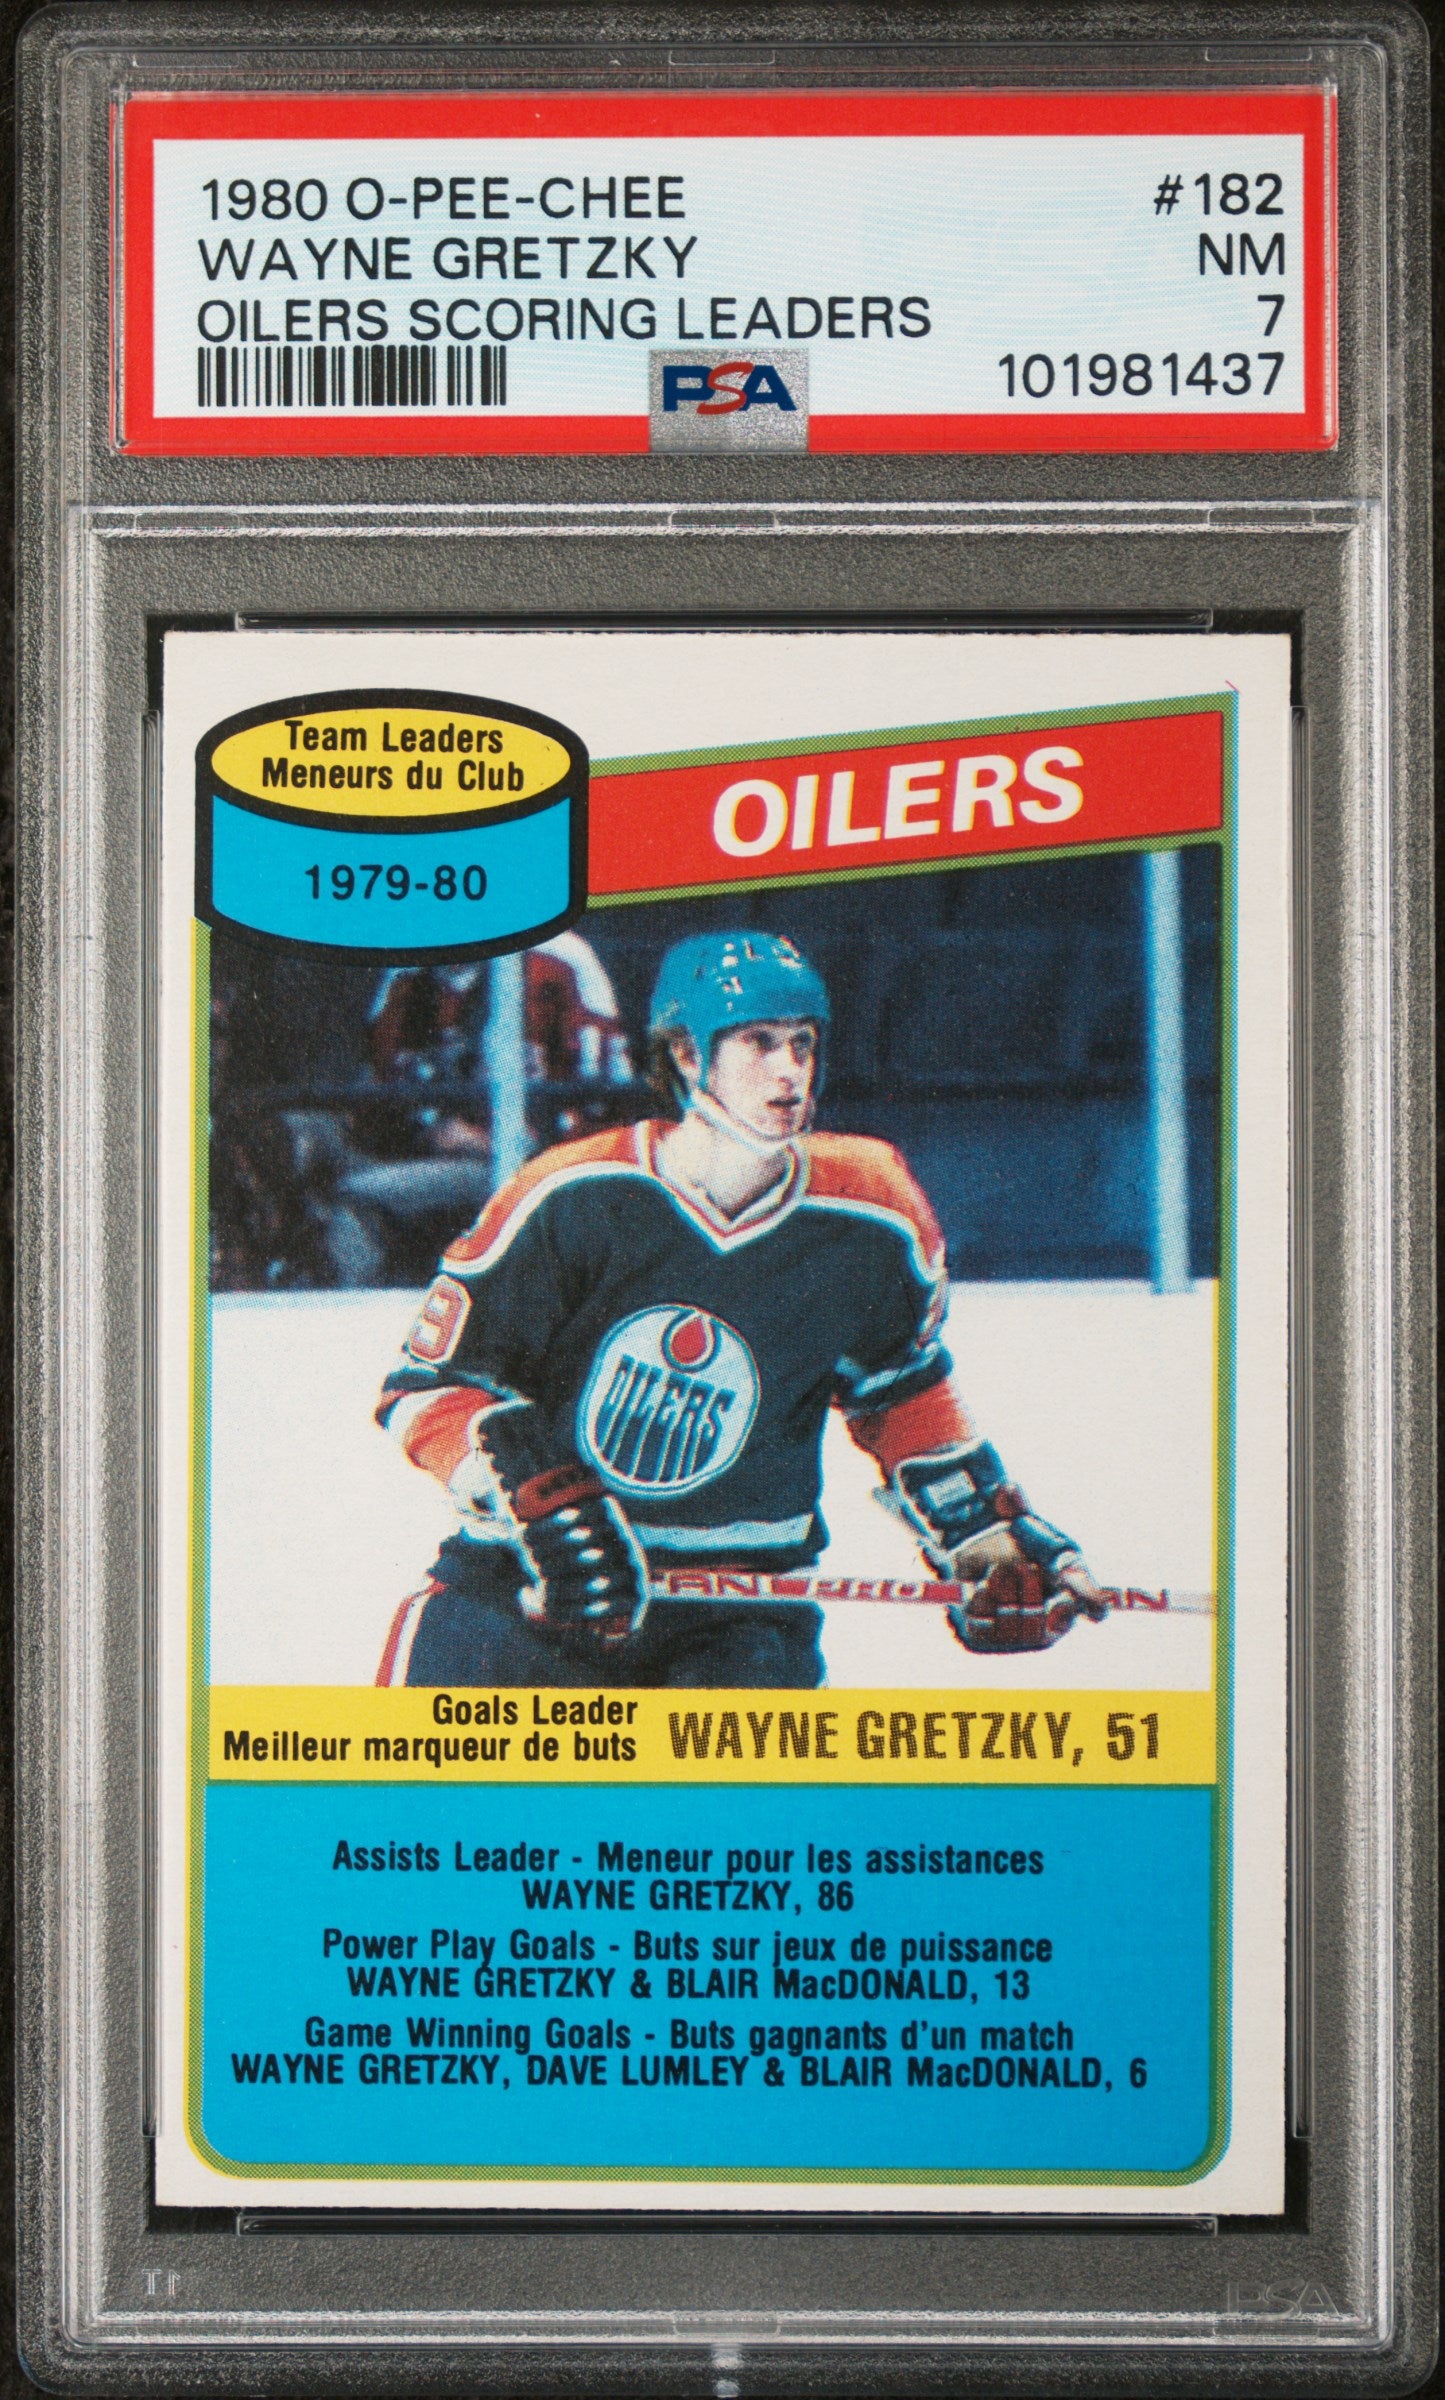 1980 O-PEE-CHEE #182
WAYNE GRETZKY NM
OILERS SCORING LEADERS 7
PSA 101981437
Team Leaders
Meneurs du Club
1979-80
OILERS
OILERS
Goals Leader
Meilleur marqueur de buts
WAYNE GRETZKY, 51
Assists Leader - Meneur pour les assistances
WAYNE GRETZKY, 86
Power Play Goals - Buts sur jeux de puissance
WAYNE GRETZKY & BLAIR MacDONALD, 13
Game Winning Goals - Buts gagnants d'un match
WAYNE GRETZKY, DAVE LUMLEY & BLAIR MacDONALD, 6
PSA